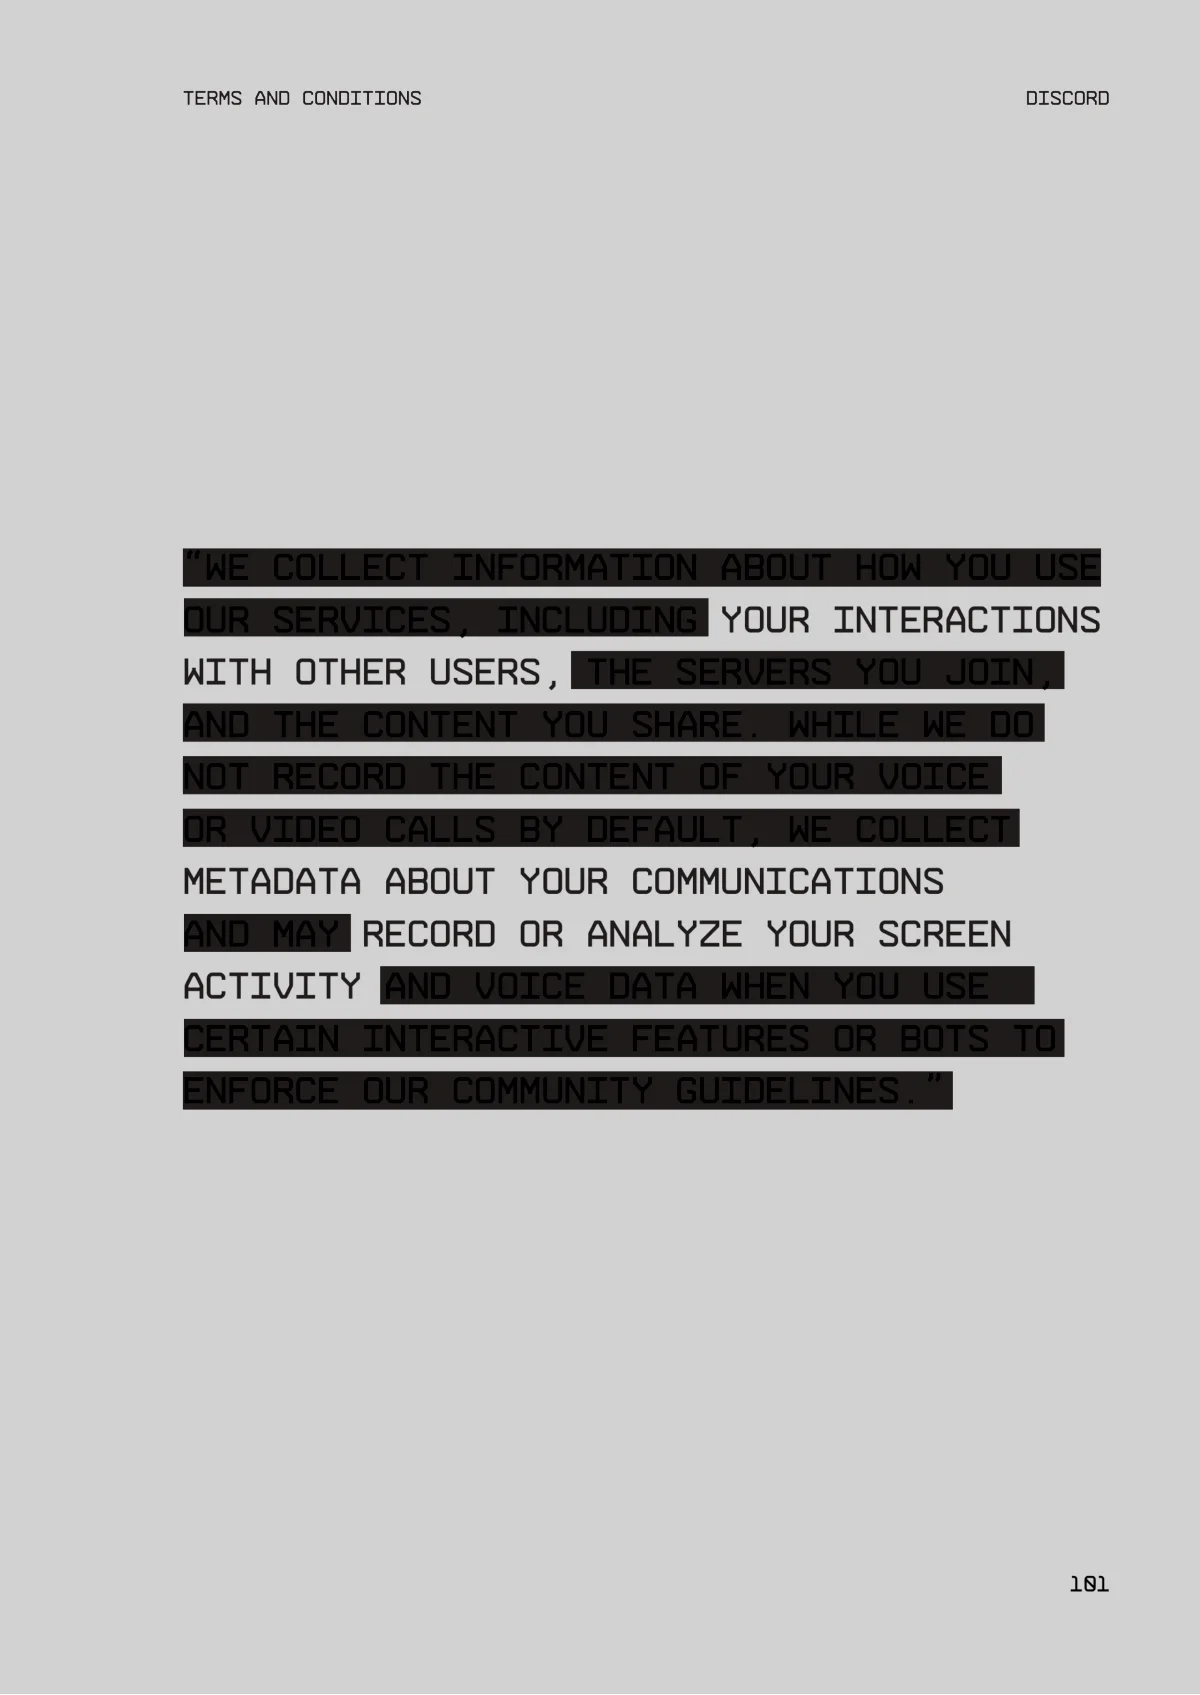 TERMS AND CONDITIONS
DISCORD
"WE COLLECT INFORMATION ABOUT HOW YOU USE
OUR SERVICES, INCLUDING YOUR INTERACTIONS
WITH OTHER USERS, THE SERVERS YOU JOIN,
AND THE CONTENT YOU SHARE. WHILE WE DO
NOT RECORD THE CONTENT OF YOUR VOICE
OR VIDEO CALLS BY DEFAULT, WE COLLECT
METADATA ABOUT YOUR COMMUNICATIONS
AND MAY RECORD OR ANALYZE YOUR SCREEN
ACTIVITY AND VOICE DATA WHEN YOU USE
CERTAIN INTERACTIVE FEATURES OR BOTS TO
ENFORCE OUR COMMUNITY GUIDELINES."
101